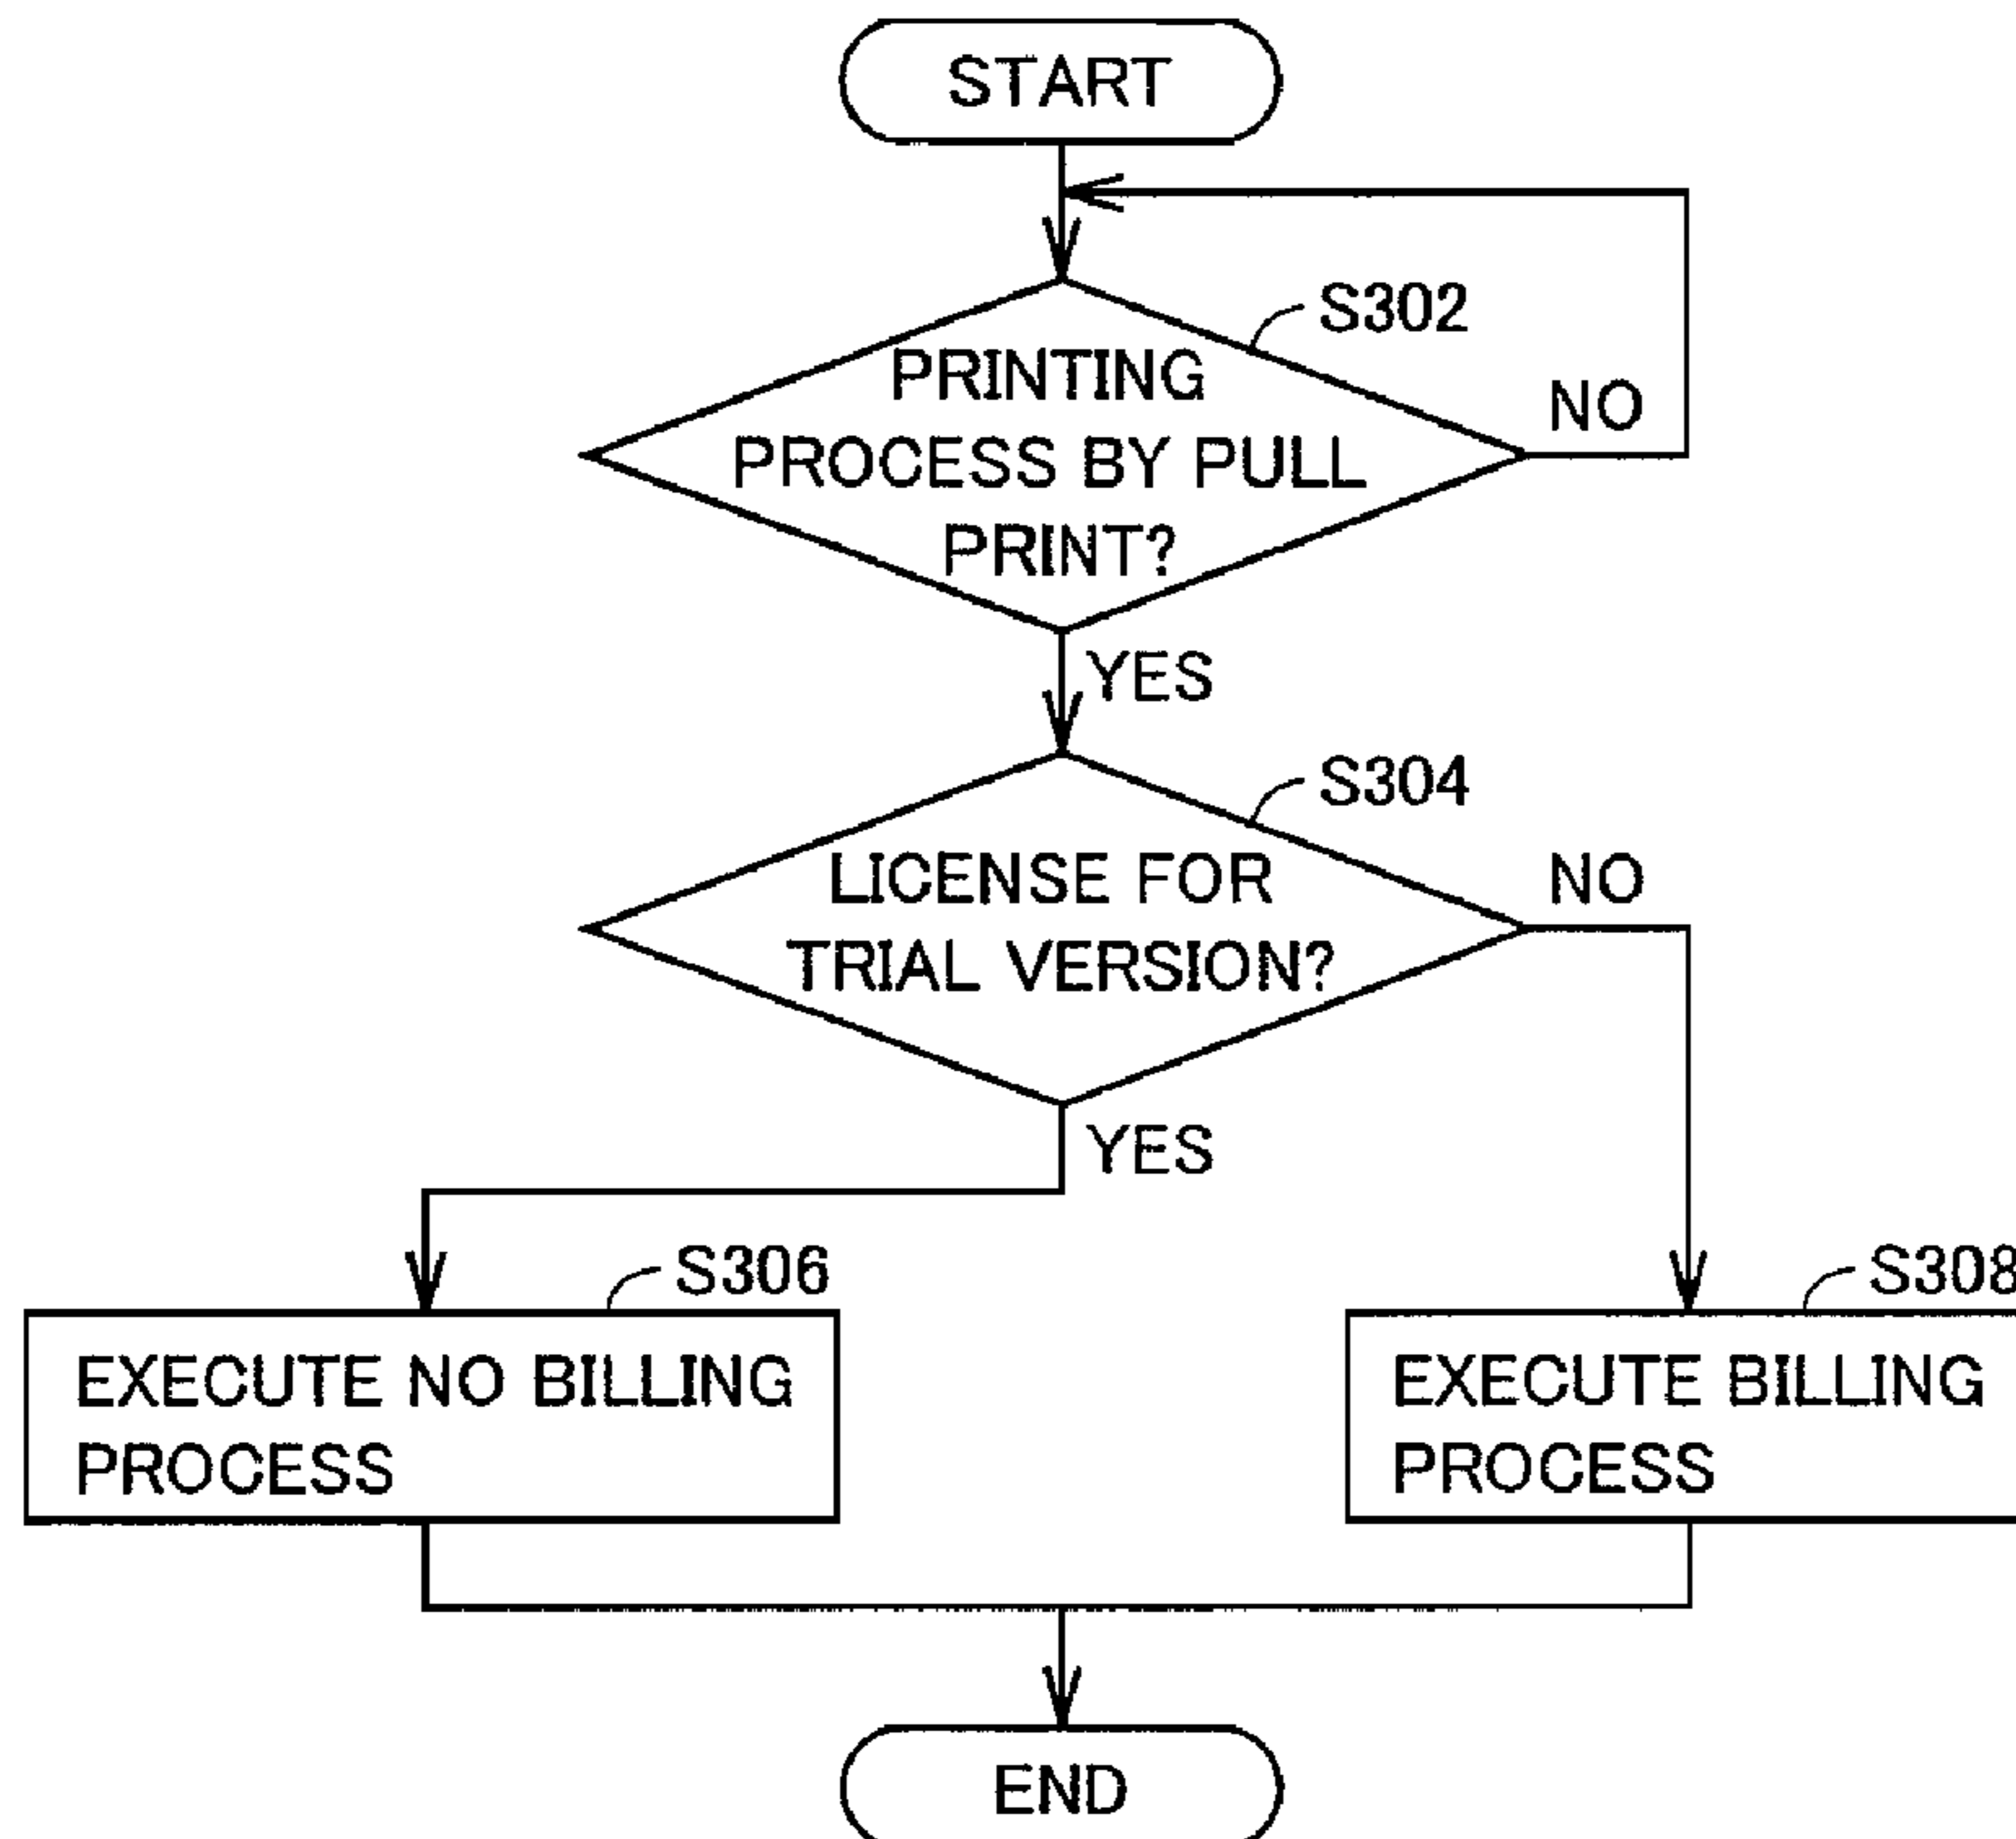 START
S302
PRINTING
PROCESS BY PULL
PRINT?
NO
YES
S304
LICENSE FOR
TRIAL VERSION?
NO
YES
S306
EXECUTE NO BILLING
PROCESS
S308
EXECUTE BILLING
PROCESS
END